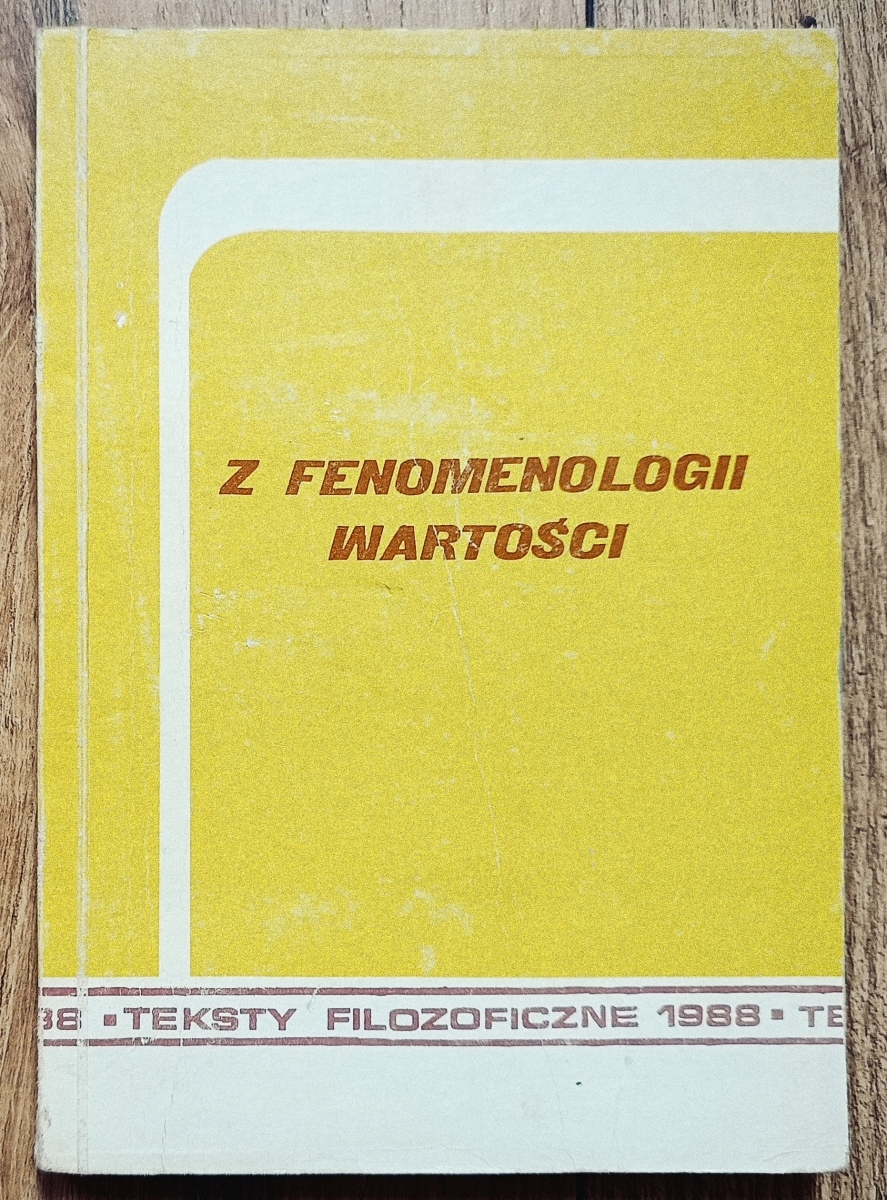 Z FENOMENOLOGII
WARTOŚCI
88 ▪ TEKSTY FILOZOFICZNE 1988 ▪ TE